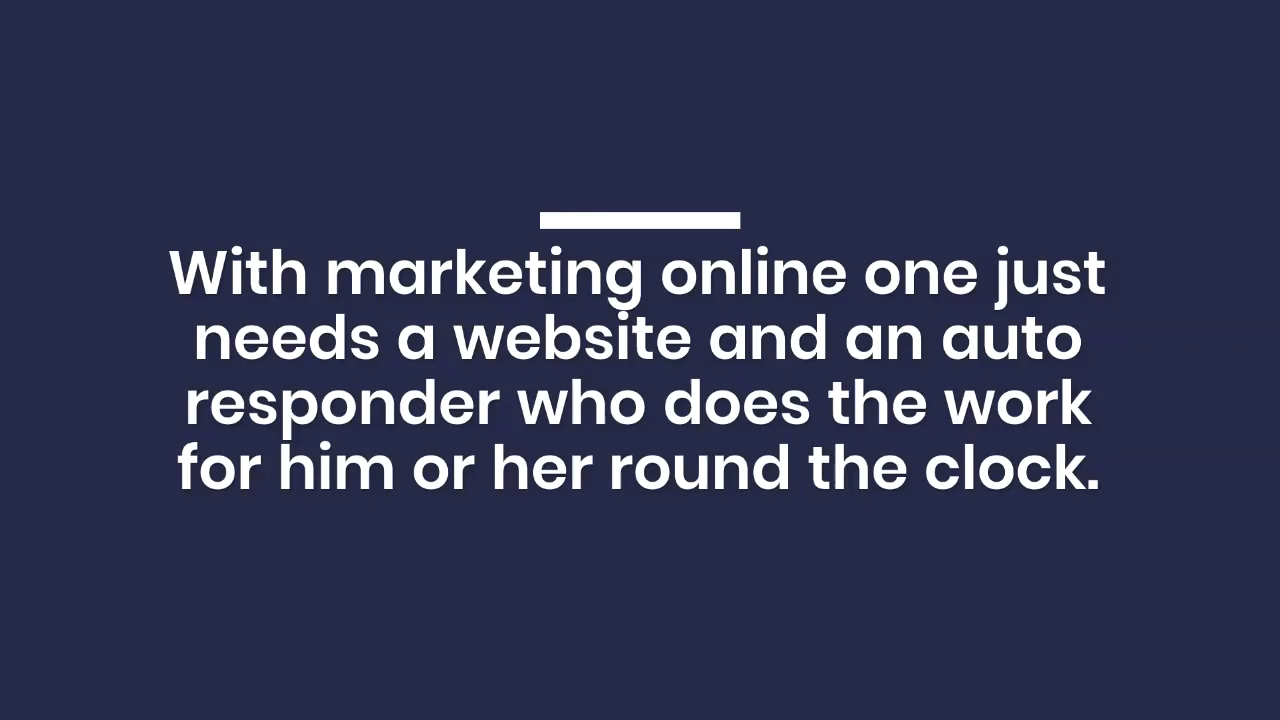 With marketing online one just
needs a website and an auto
responder who does the work
for him or her round the clock.